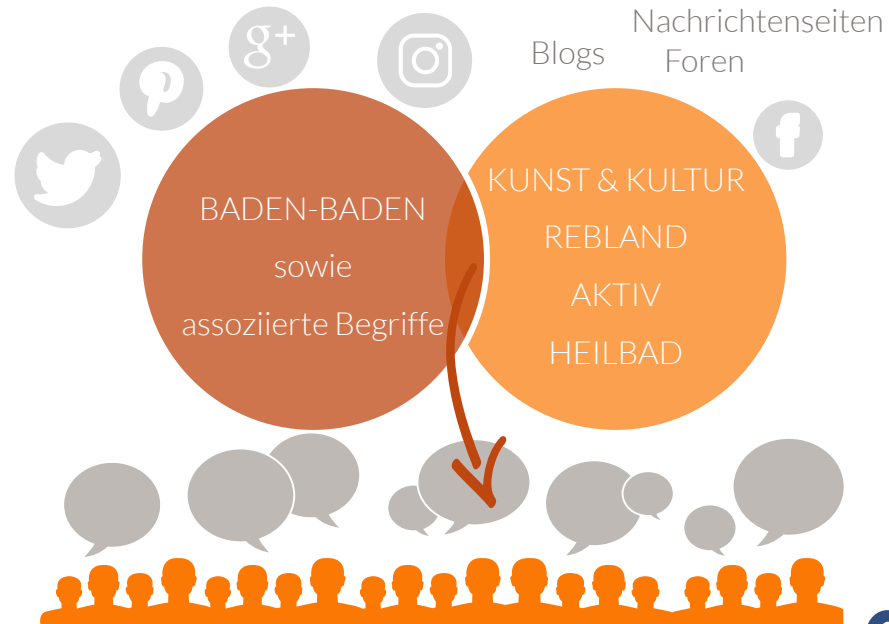 Nachrichtenseiten
Blogs
Foren
g+
BADEN-BADEN
sowie
assoziierte Begriffe
KUNST & KULTUR
REBLAND
AKTIV
HEILBAD